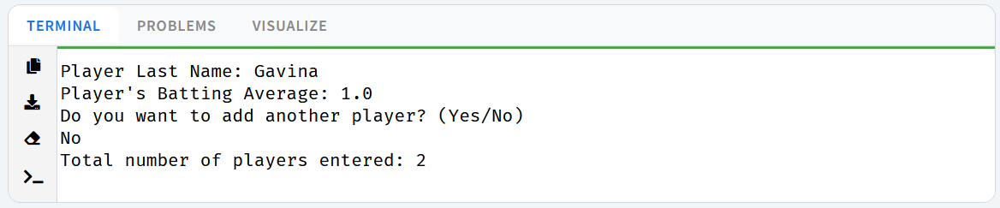 TERMINAL PROBLEMS VISUALIZE
Player Last Name: Gavina
Player's Batting Average: 1.0
Do you want to add another player? (Yes/No)
No
Total number of players entered: 2